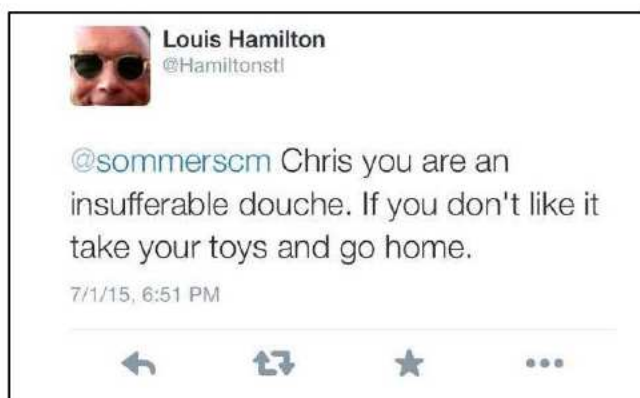 Louis Hamilton
@Hamiltonstl
@sommerscm Chris you are an
insufferable douche. If you don't like it
take your toys and go home.
7/1/15, 6:51 PM